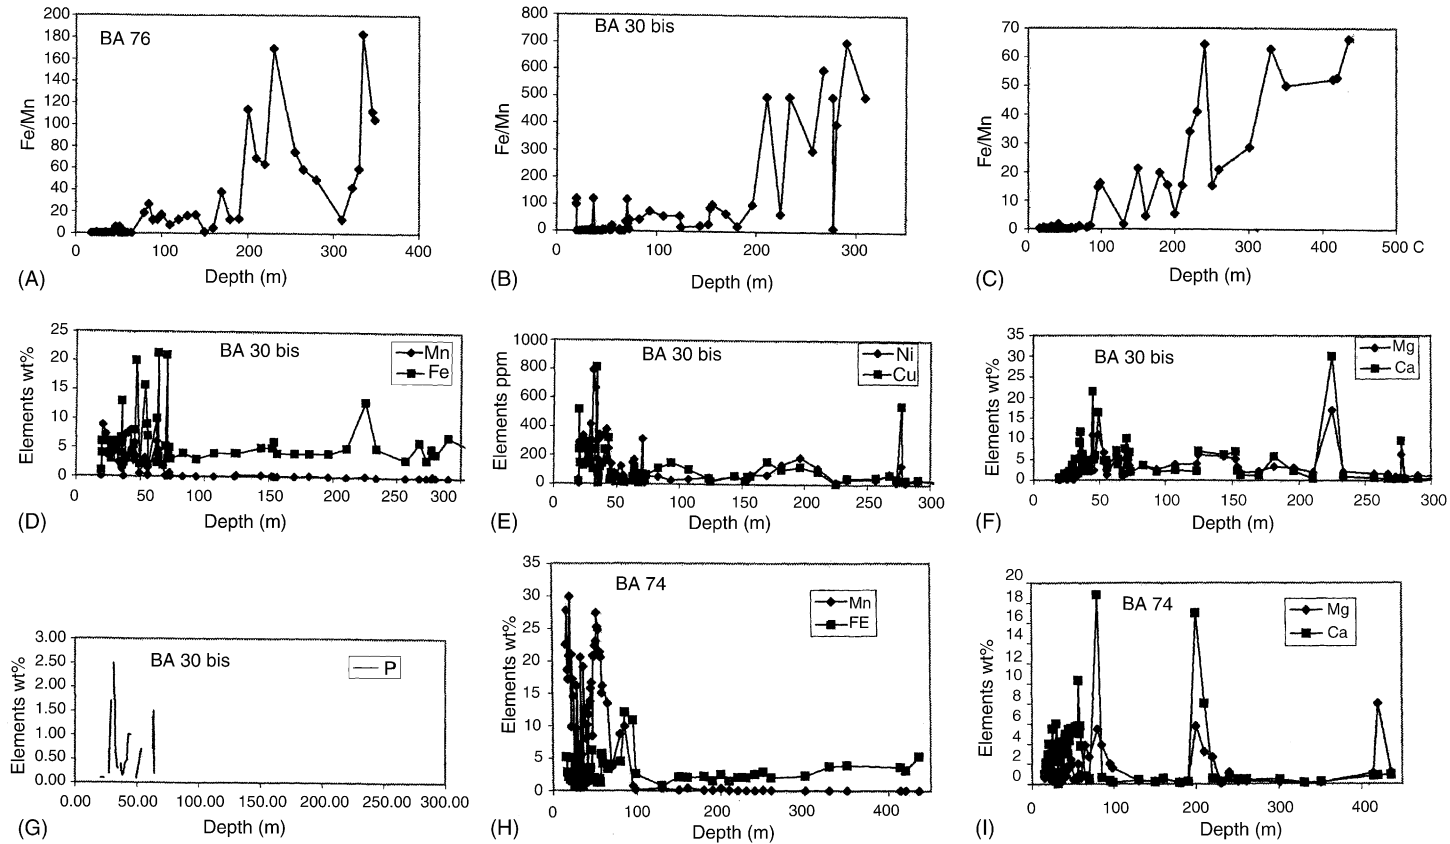 200
180
160
140
120
100
80
60
40
20
0
Fe/Mn
BA 76
0 100 200 300 400
Depth (m)
(A)
800
700
600
500
400
300
200
100
0
Fe/Mn
BA 30 bis
0 100 200 300
Depth (m)
(B)
70
60
50
40
30
20
10
0
Fe/Mn
0 100 200 300 400 500 C
Depth (m)
(C)
25
20
15
10
5
0
Elements wt%
BA 30 bis
Mn
Fe
0 50 100 150 200 250 300
Depth (m)
(D)
1000
800
600
400
200
0
Elements ppm
BA 30 bis
Ni
Cu
0 50 100 150 200 250 300
Depth (m)
(E)
35
35
25
20
15
10
5
0
Elements wt%
BA 30 bis
Mg
Ca
0 50 100 150 200 250 300
Depth (m)
(F)
3.00
2.50
2.00
1.00
1.00
0.50
0.00
Elements wt%
BA 30 bis
P
0.00 50.00 100.00 150.00 200.00 250.00 300.00
Depth (m)
(G)
35
30
25
20
15
10
5
0
Elements wt%
BA 74
Mn
FE
0 50 100 150 200 250 300 350 400
Depth (m)
(H)
20
18
16
14
12
10
8
6
4
2
0
Elements wt%
BA 74
Mg
Ca
0 100 200 300 400
Depth (m)
(I)